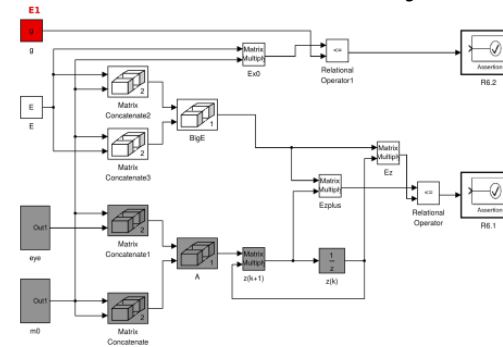 E1
g
g
Matrix
Multiply
Ex0
<=
Relational
Operator1
Assertion
R6.2
E
E
2
Matrix
Concatenate2
2
Matrix
Concatenate3
1
BigE
Matrix
Multiply
Ez
Matrix
Multiply
Ezplus
<=
Relational
Operator
Assertion
R6.1
Out1
eye
2
Matrix
Concatenate1
1
A
Matrix
Multiply
z(k+1)
1
z
z(k)
Out1
m0
2
Matrix
Concatenate